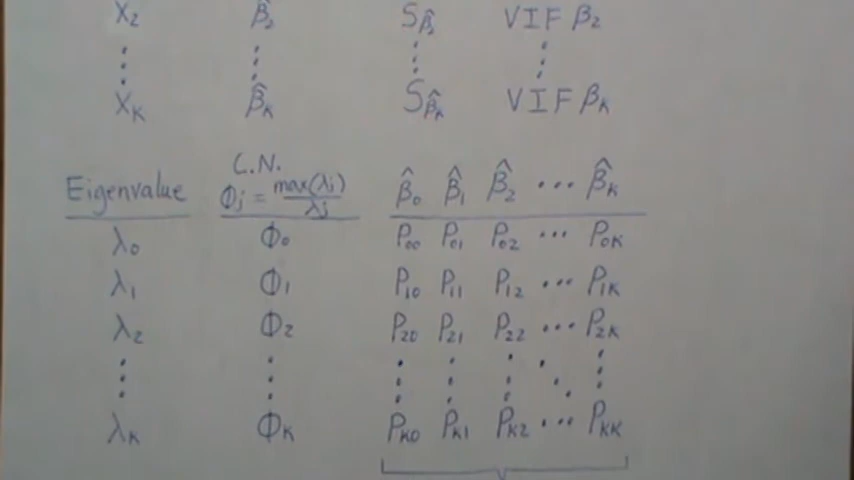 X₂ β̂₂ S_β̂₂ VIF β₂
⋮ ⋮ ⋮ ⋮
X_K β̂_K S_β̂_K VIF β_K
C.N.
Eigenvalue Φj = max(λj)/λj β̂₀ β̂₁ β̂₂ ... β̂_K
λ₀ Φ₀ P₀₀ P₀₁ P₀₂ ... P₀K
λ₁ Φ₁ P₁₀ P₁₁ P₁₂ ... P₁K
λ₂ Φ₂ P₂₀ P₂₁ P₂₂ ... P₂K
⋮ ⋮ ⋮ ⋮ ⋮ ⋱ ⋮
λ_K Φ_K P_K0 P_K1 P_K2 ... P_KK